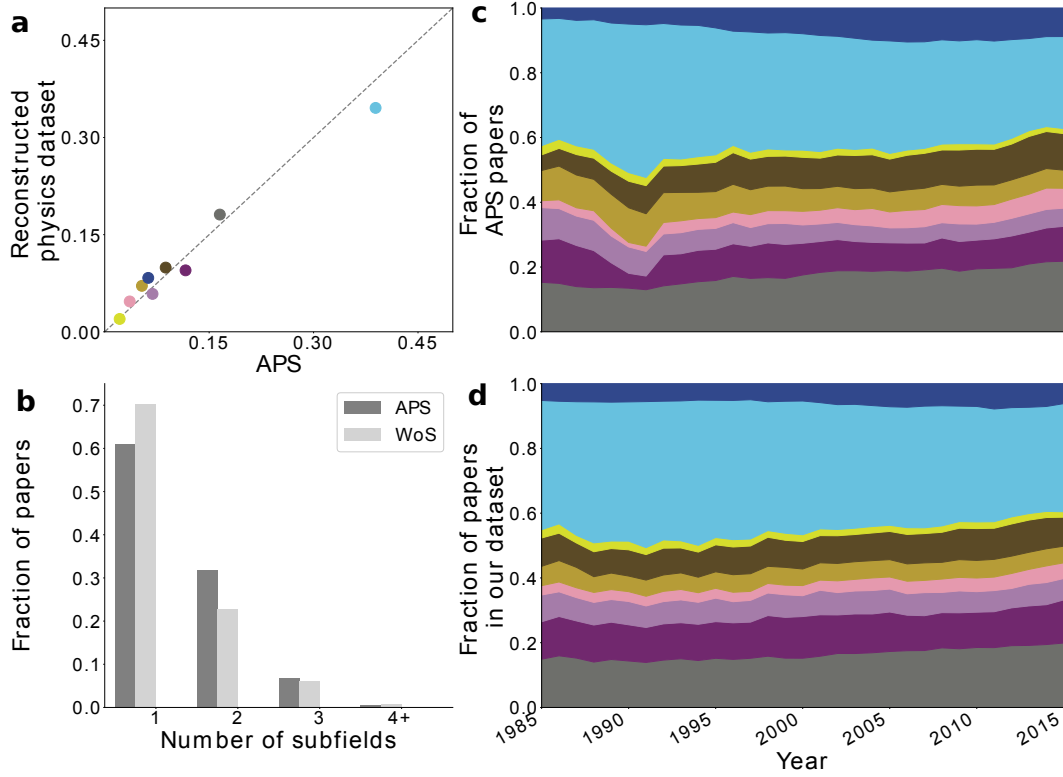 a
Reconstructed
physics dataset
0.45
0.30
0.15
0.00
0.15
0.30
0.45
APS
b
Fraction of papers
0.7
0.6
0.5
0.4
0.3
0.2
0.1
0.0
APS
WoS
1
2
3
4+
Number of subfields
c
Fraction of
APS papers
1.0
0.8
0.6
0.4
0.2
0.0
d
Fraction of papers
in our dataset
1.0
0.8
0.6
0.4
0.2
0.0
1985
1990
1995
2000
2005
2010
2015
Year